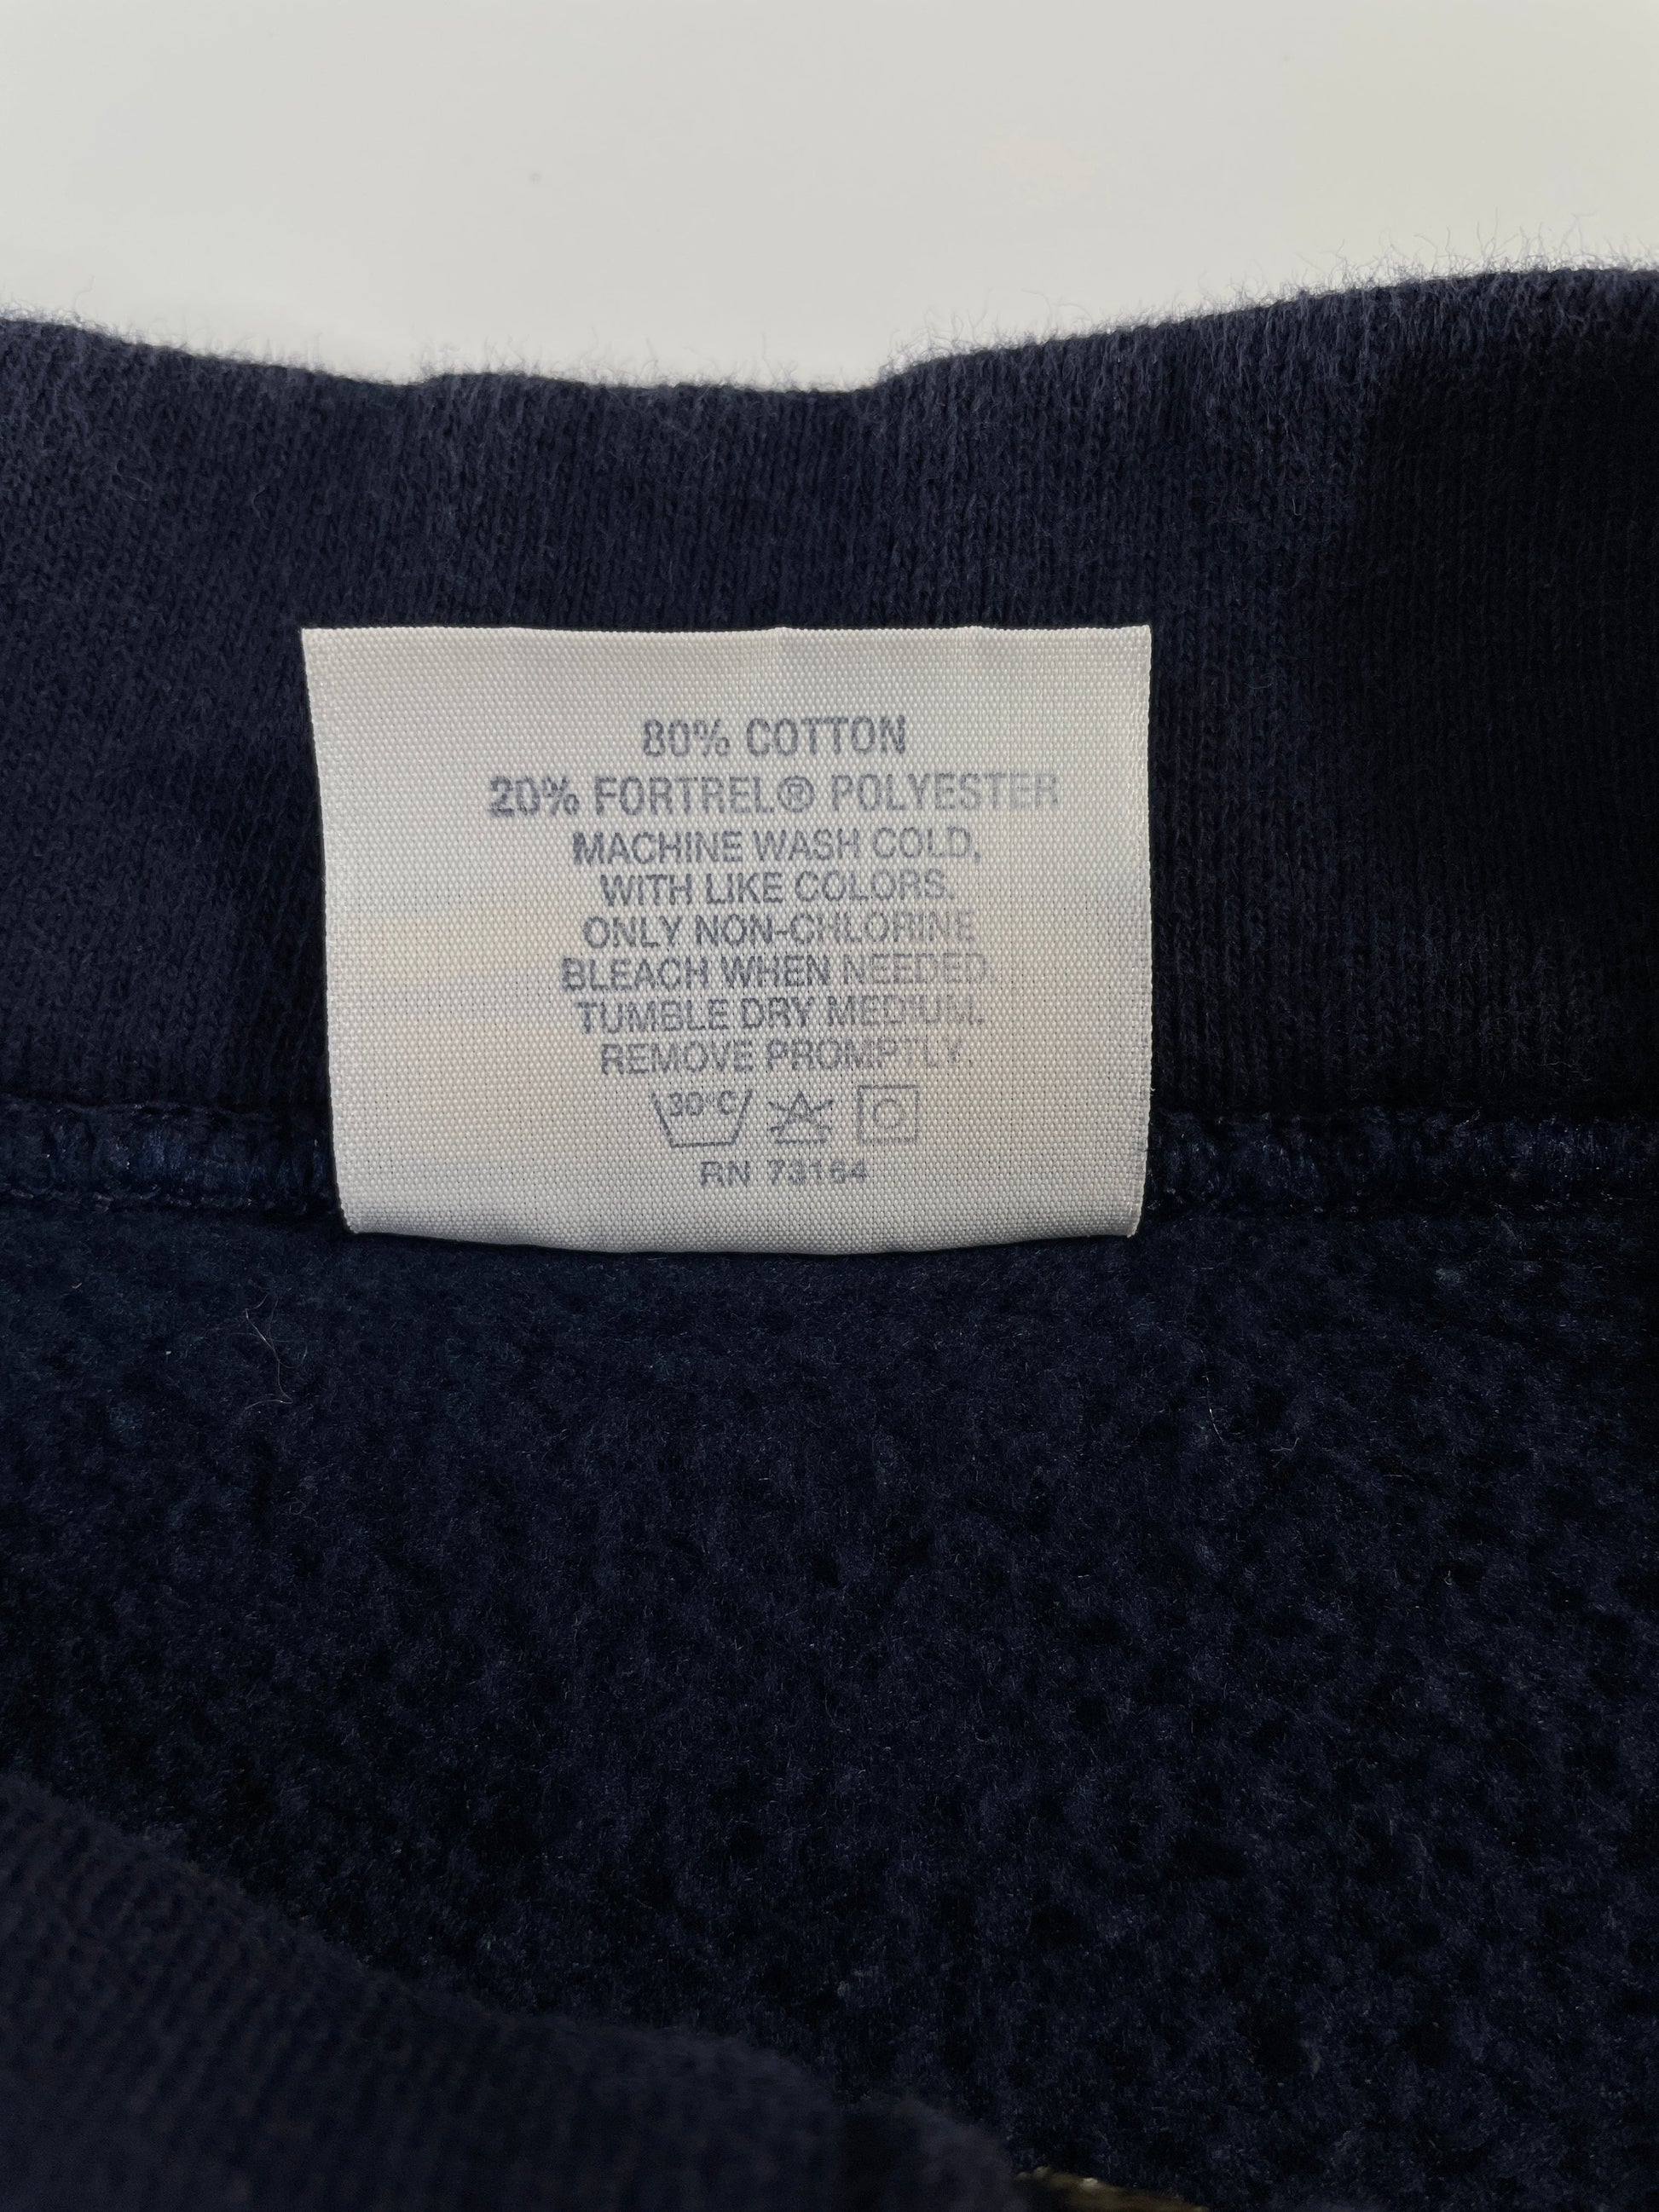 80% COTTON
20% FORTREL® POLYESTER
MACHINE WASH COLD,
WITH LIKE COLORS.
ONLY NON-CHLORINE
BLEACH WHEN NEEDED
TUMBLE DRY MEDIUM.
REMOVE PROMPTLY.
30°C
RN 73164